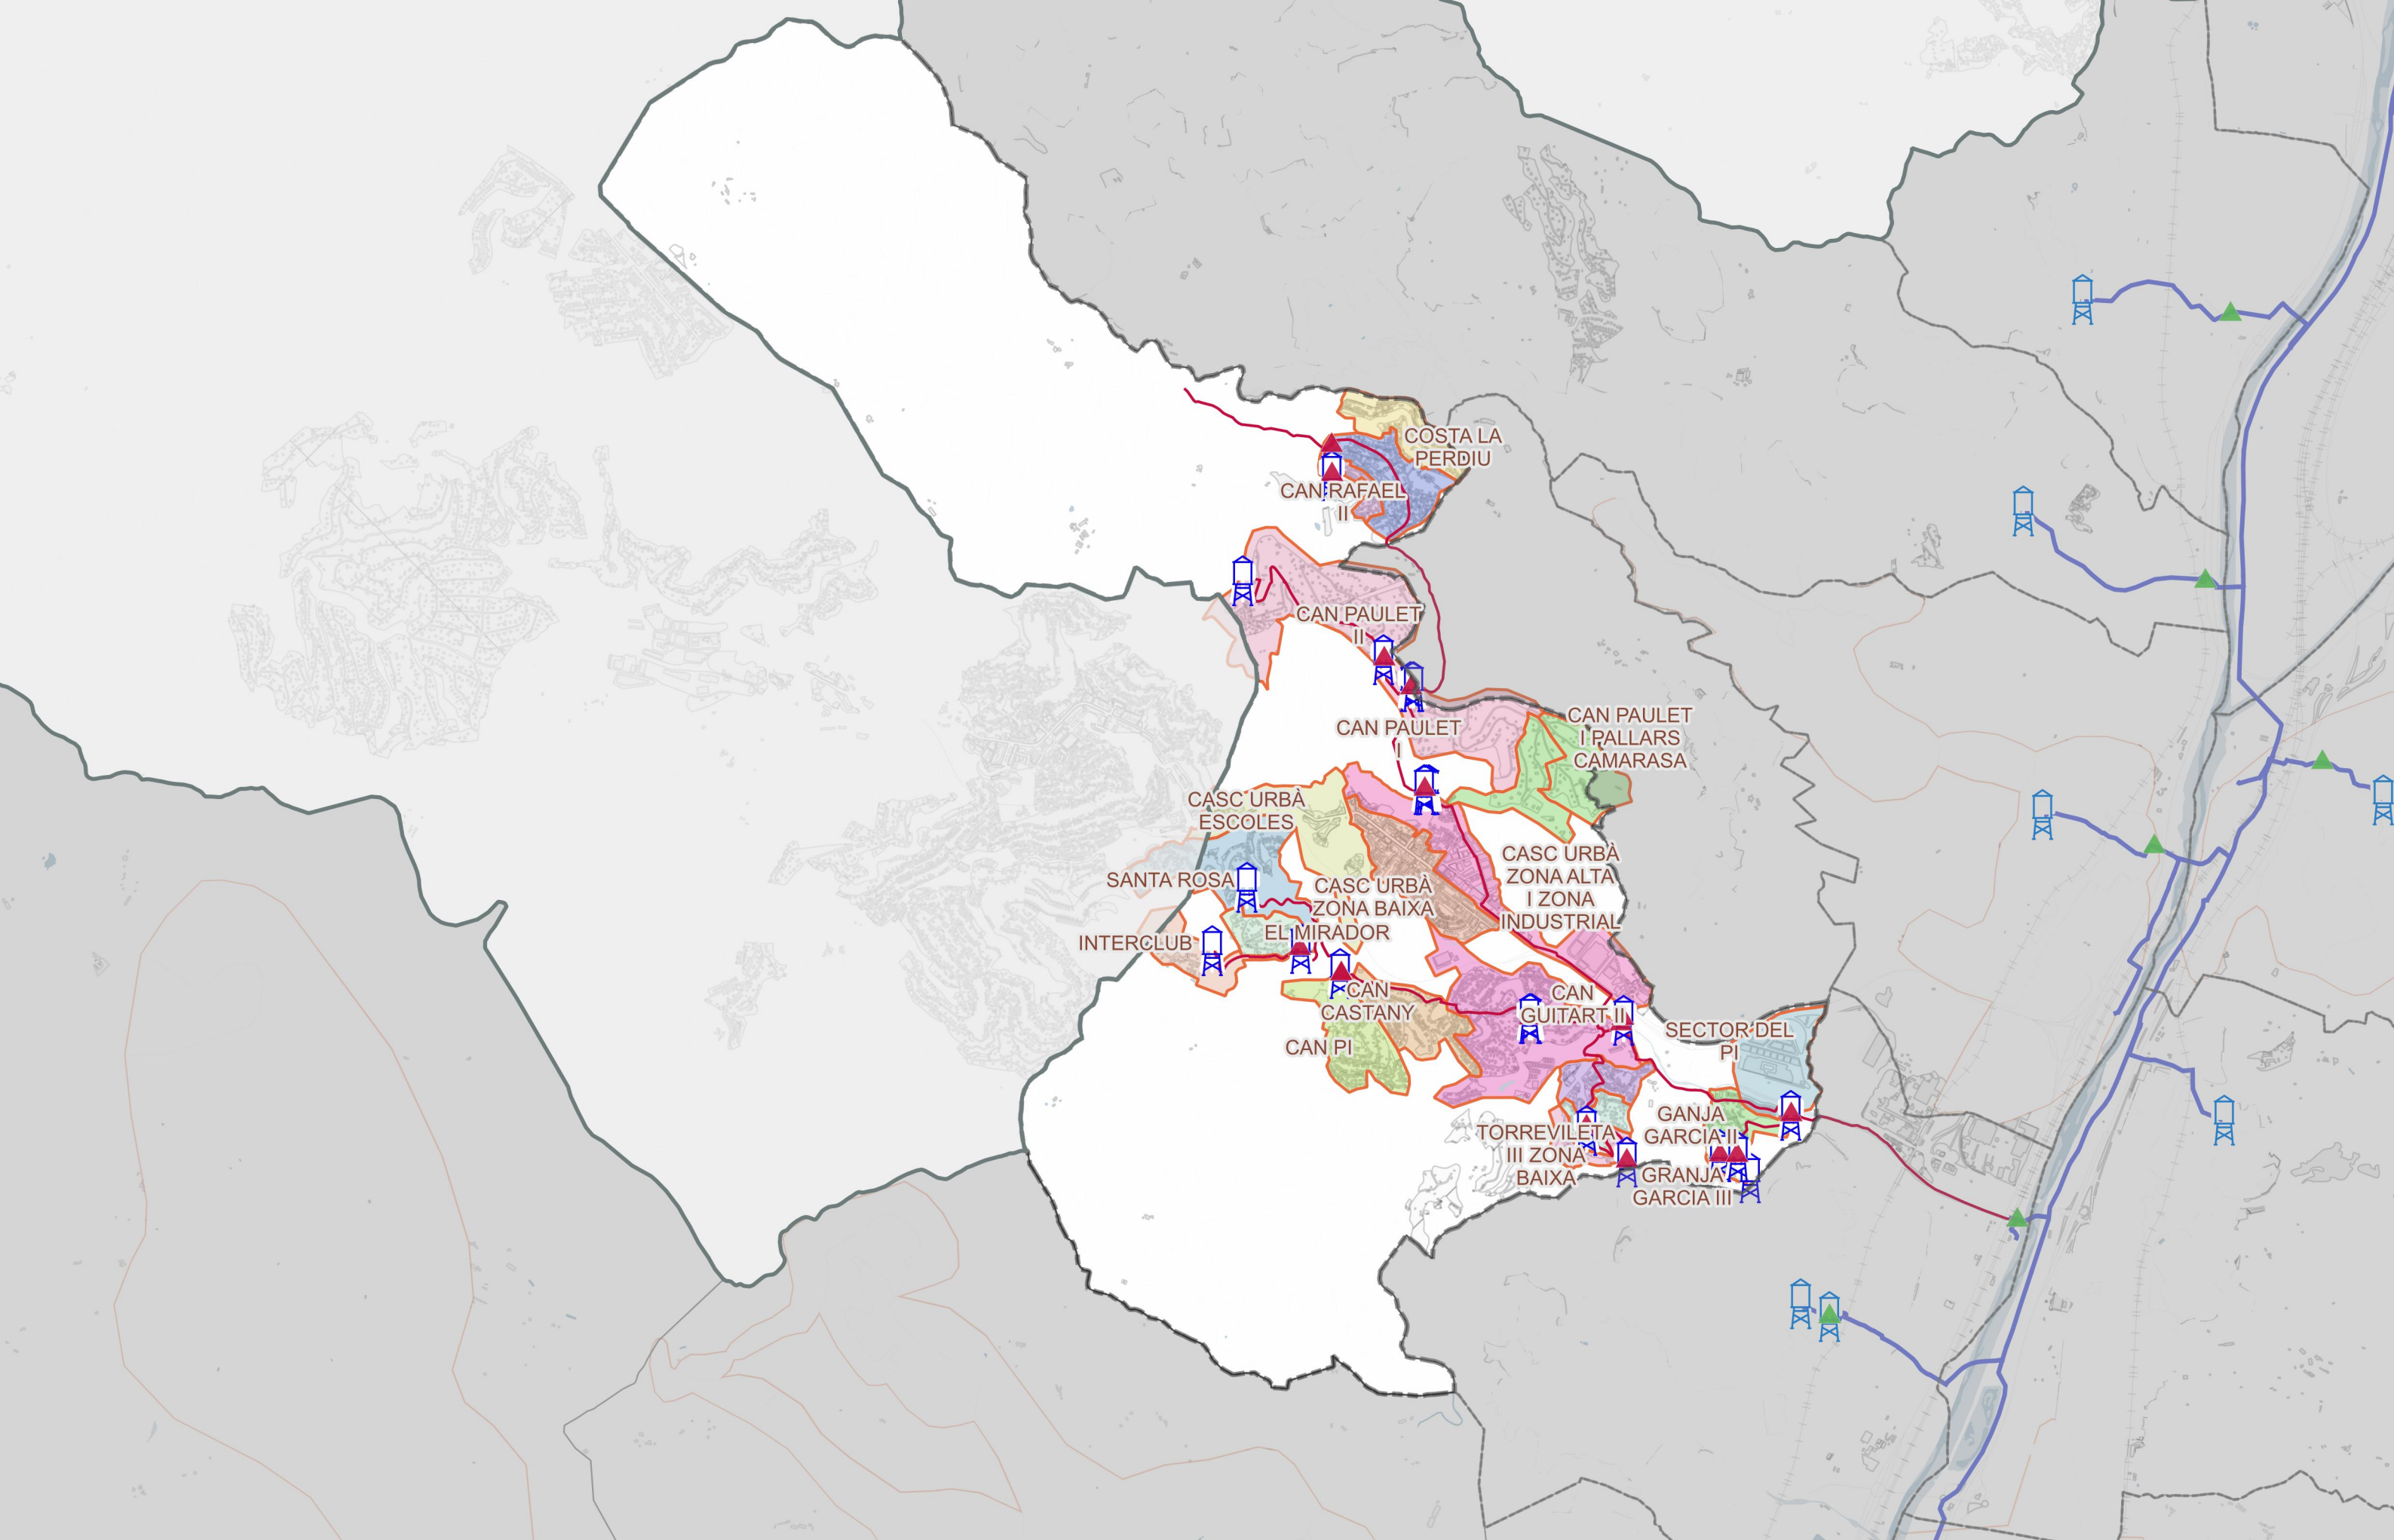 COSTA LA
PERDIU
CAN RAFAEL
II
CAN PAULET
II
CAN PAULET
I
CAN PAULET
I PALLARS
CAMARASA
CASC URBÀ
ESCOLES
CASC URBÀ
ZONA ALTA
I ZONA
INDUSTRIAL
SANTA ROSA
CASC URBÀ
ZONA BAIXA
EL MIRADOR
INTERCLUB
CAN
CASTANY
CAN
GUITART II
SECTOR DEL
PI
CAN PI
GANJA
GARCIA II
TORREVILETA
III ZONA
BAIXA
GRANJA
GARCIA III